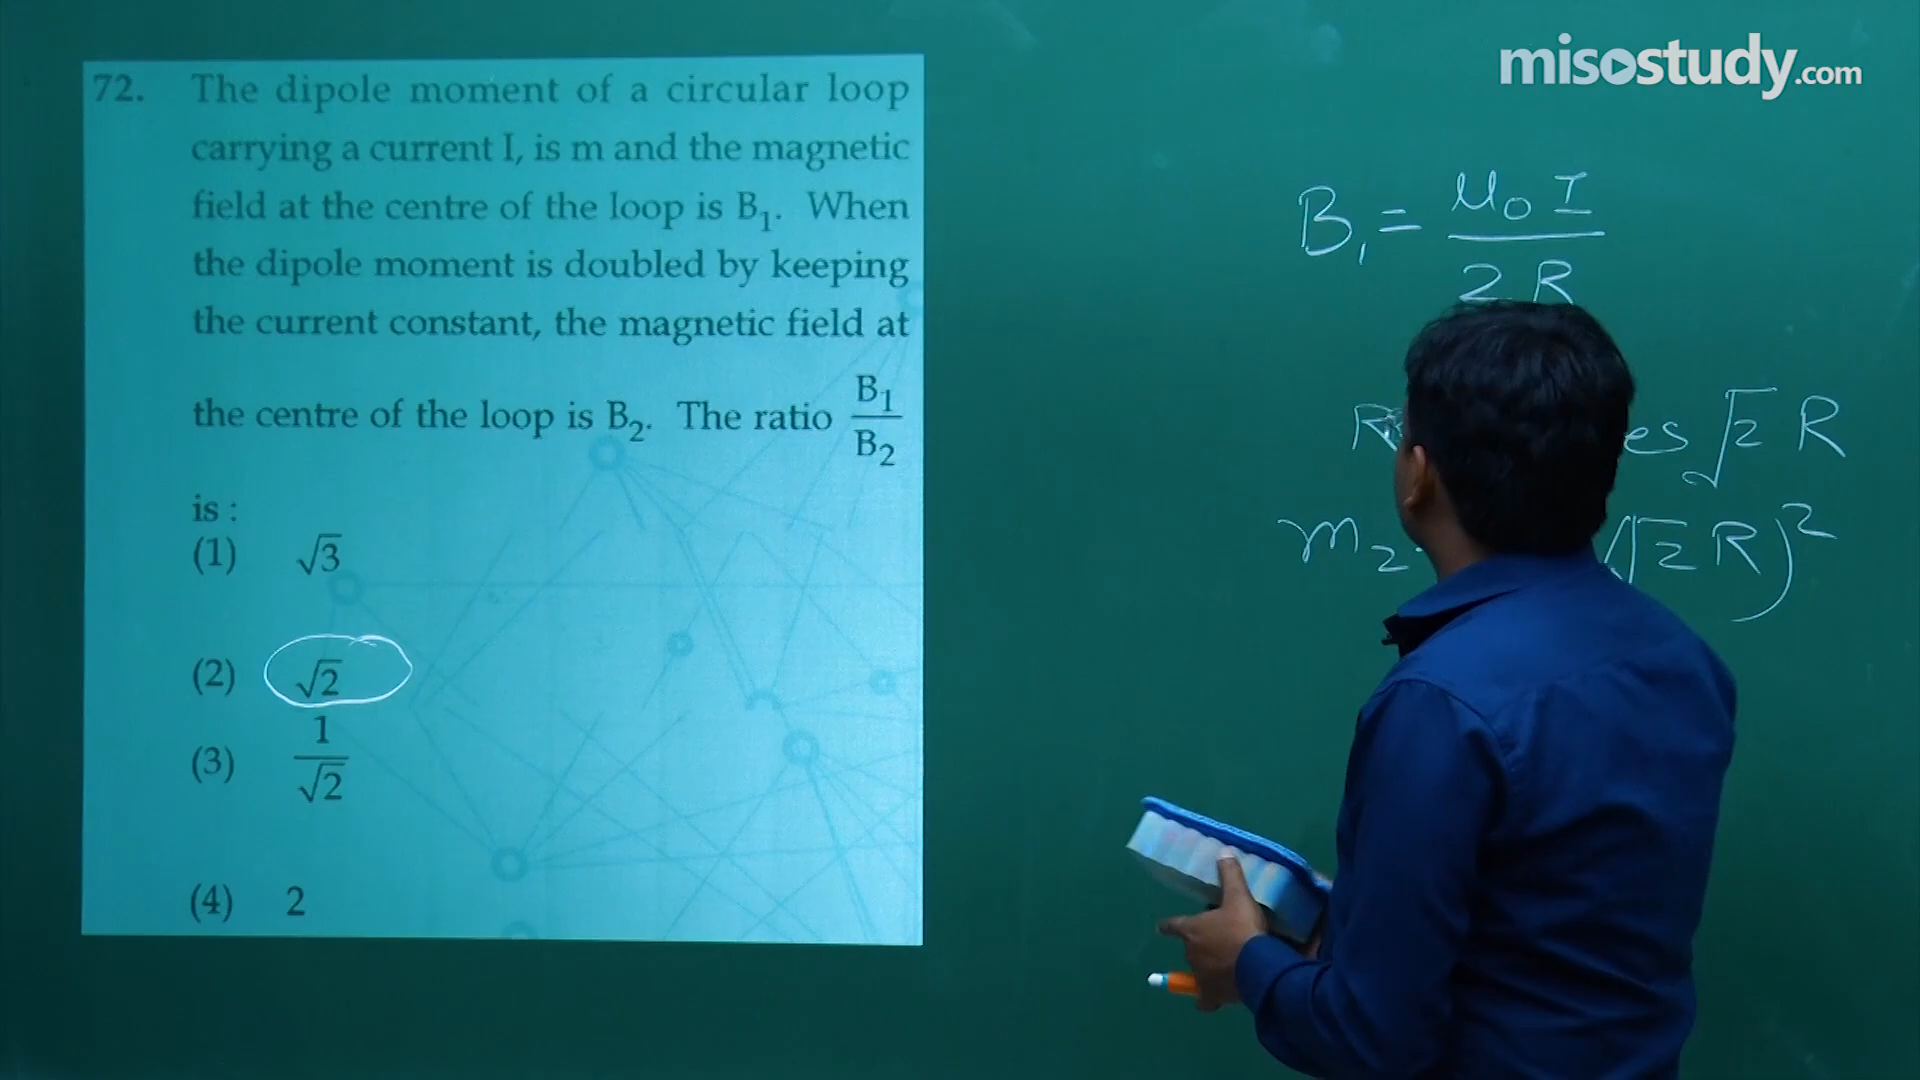 misostudy.com
72. The dipole moment of a circular loop
carrying a current I, is m and the magnetic
field at the centre of the loop is B₁. When
the dipole moment is doubled by keeping
the current constant, the magnetic field at
the centre of the loop is B₂. The ratio B₁/B₂
is :
(1) √3
(2) √2
(3) 1/√2
(4) 2
B₁ = μ₀ I / 2 R
√2 R
m₂ (√2 R)²